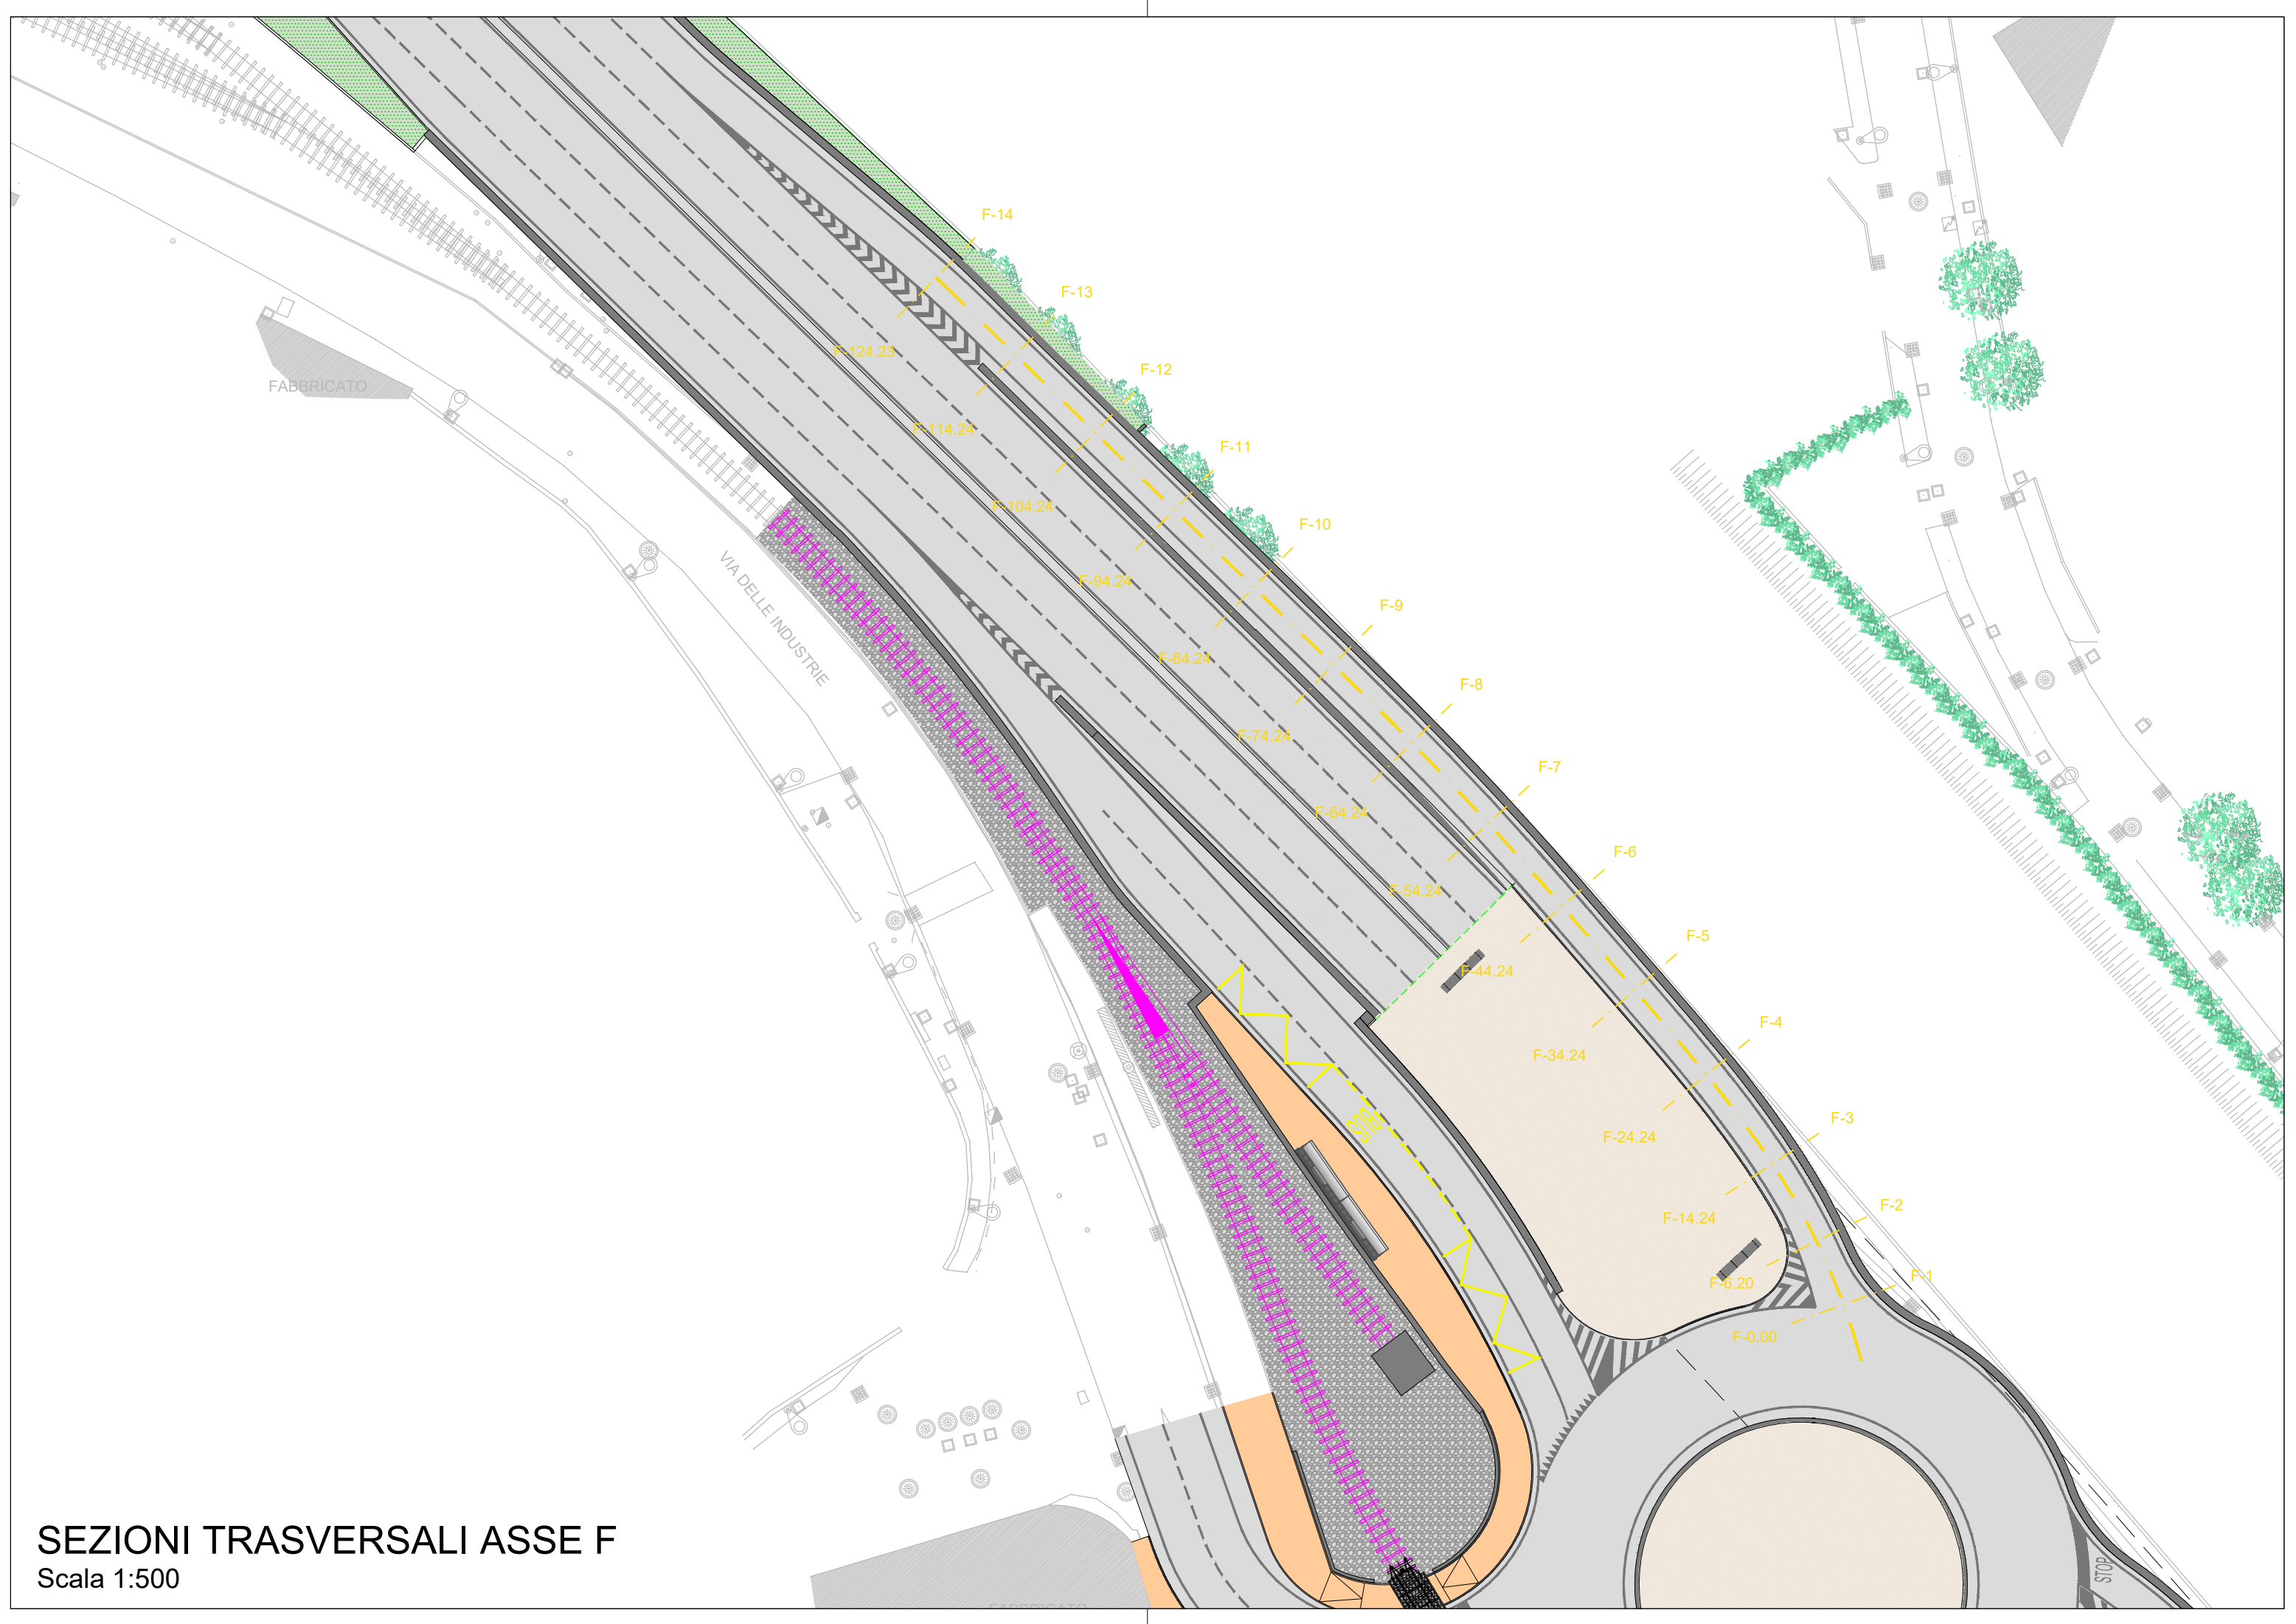 F-14
F-13
F-124.23
F-12
FABBRICATO
F-114.24
F-11
F-104.24
F-10
VIA DELLE INDUSTRIE
F-94.24
F-9
F-84.24
F-8
F-74.24
F-7
F-64.24
F-6
F-54.24
F-5
F-44.24
F-4
F-34.24
BUS
F-3
F-24.24
F-2
F-14.24
F-1
F-6.20
F-0.00
SEZIONI TRASVERSALI ASSE F
Scala 1:500
STOP
FABBRICATO